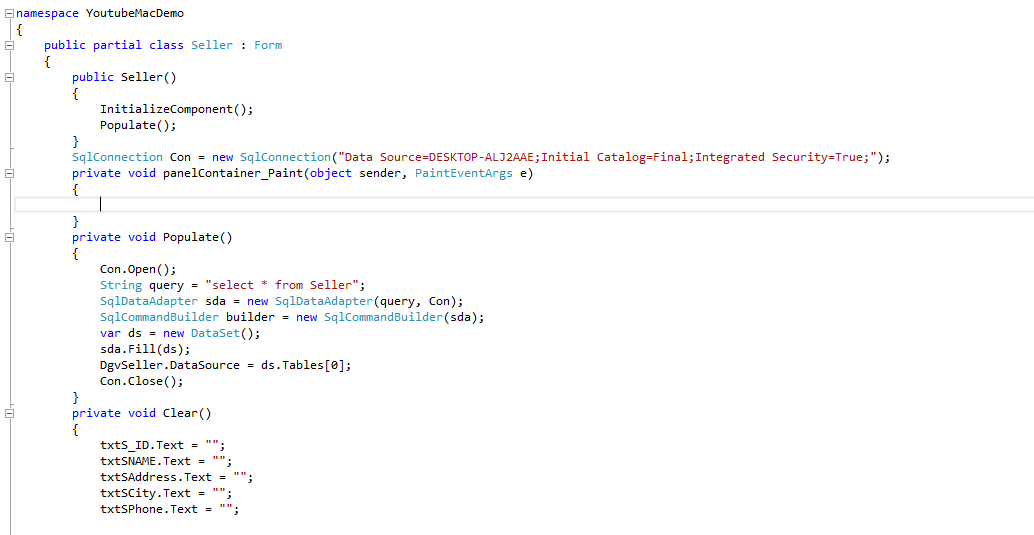 namespace YoutubeMacDemo
{
    public partial class Seller : Form
    {
        public Seller()
        {
            InitializeComponent();
            Populate();
        }
        SqlConnection Con = new SqlConnection("Data Source=DESKTOP-ALJ2AAE;Initial Catalog=Final;Integrated Security=True;");
        private void panelContainer_Paint(object sender, PaintEventArgs e)
        {
        }
        private void Populate()
        {
            Con.Open();
            String query = "select * from Seller";
            SqlDataAdapter sda = new SqlDataAdapter(query, Con);
            SqlCommandBuilder builder = new SqlCommandBuilder(sda);
            var ds = new DataSet();
            sda.Fill(ds);
            DgvSeller.DataSource = ds.Tables[0];
            Con.Close();
        }
        private void Clear()
        {
            txtS_ID.Text = "";
            txtSNAME.Text = "";
            txtSAddress.Text = "";
            txtSCity.Text = "";
            txtSPhone.Text = "";